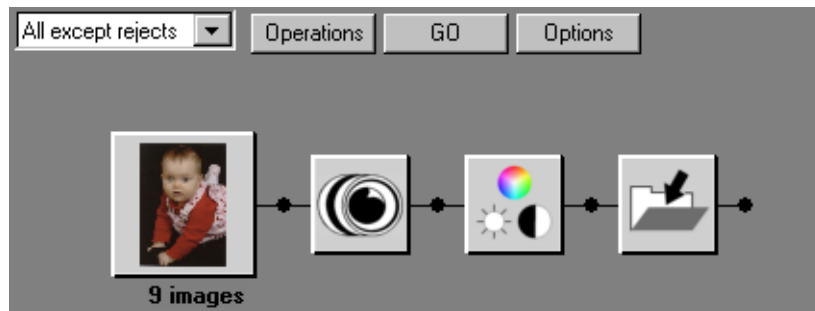 All except rejects
Operations
GO
Options
9 images